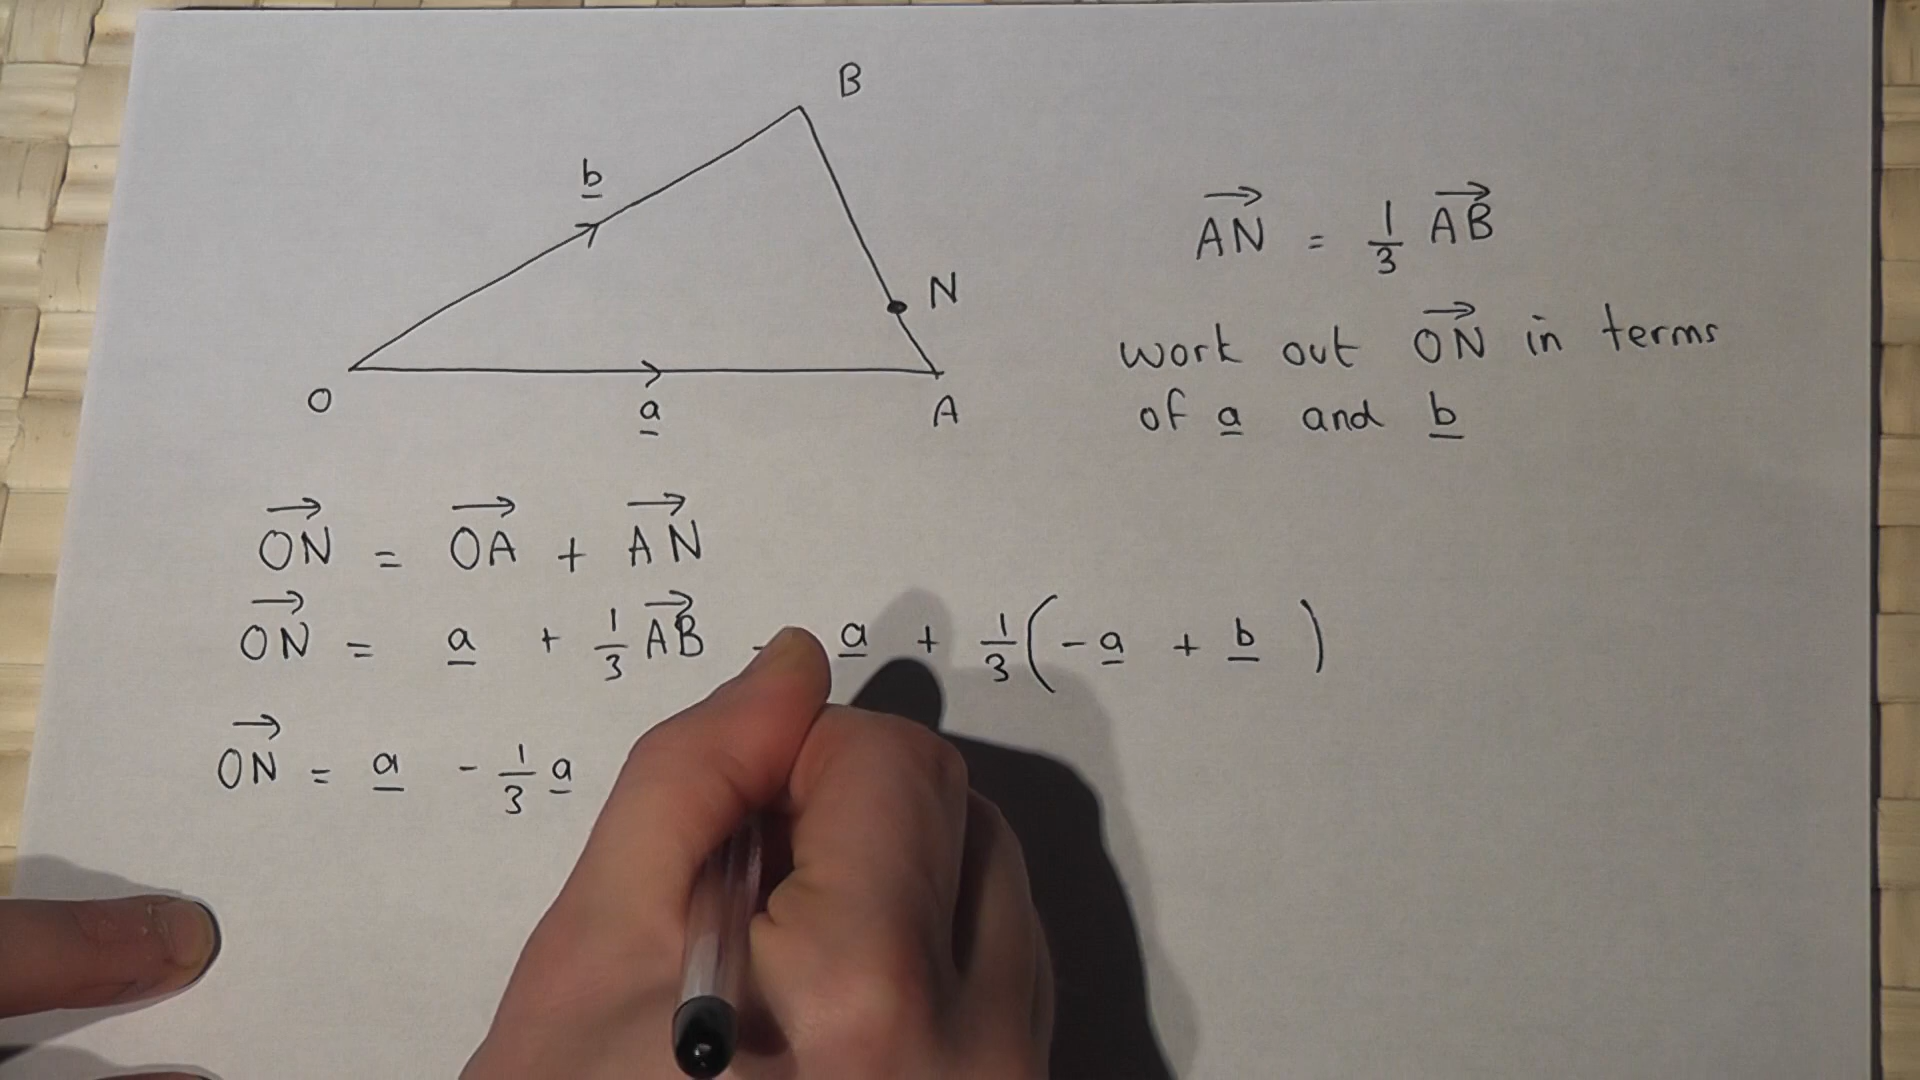 B
b
AN = 1/3 AB
N
work out ON in terms
O
a
A
of a and b
ON = OA + AN
ON = a + 1/3 AB = a + 1/3 (-a + b)
ON = a - 1/3 a